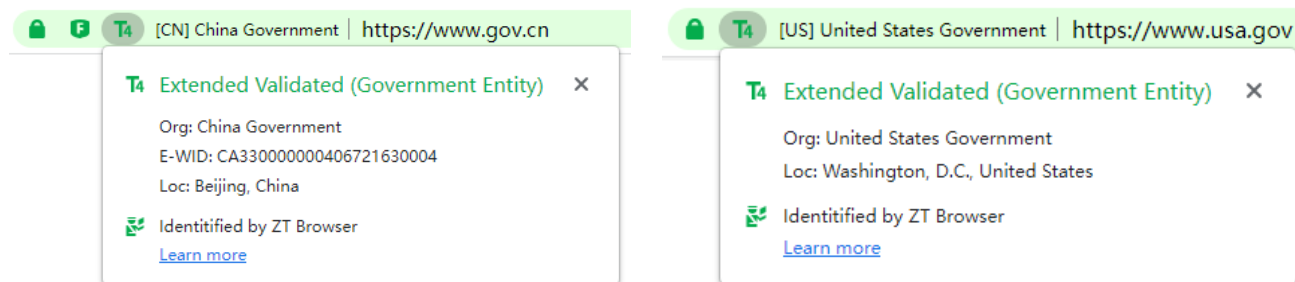 T4 [CN] China Government | https://www.gov.cn
T4 Extended Validated (Government Entity) ×
Org: China Government
E-WID: CA330000000406721630004
Loc: Beijing, China
Identitified by ZT Browser
Learn more
T4 [US] United States Government | https://www.usa.gov
T4 Extended Validated (Government Entity) ×
Org: United States Government
Loc: Washington, D.C., United States
Identitified by ZT Browser
Learn more